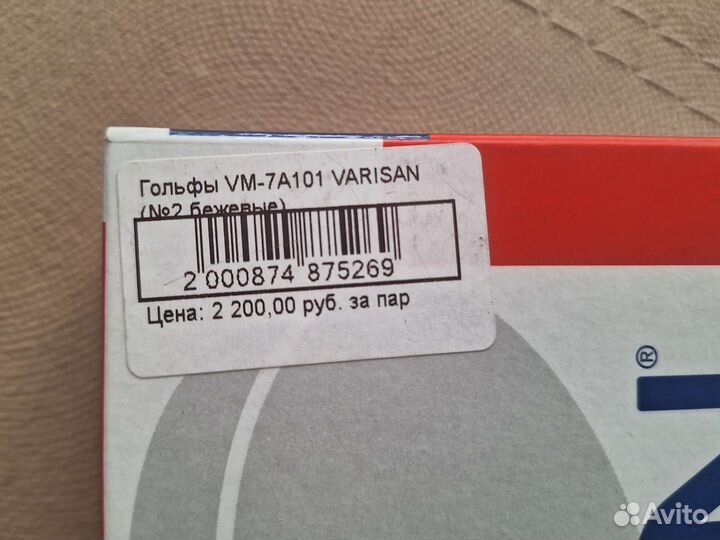 Гольфы VM-7A101 VARISAN
(№2 бежевые)
2 000874 875269
Цена: 2 200,00 руб. за пар
®
Avito